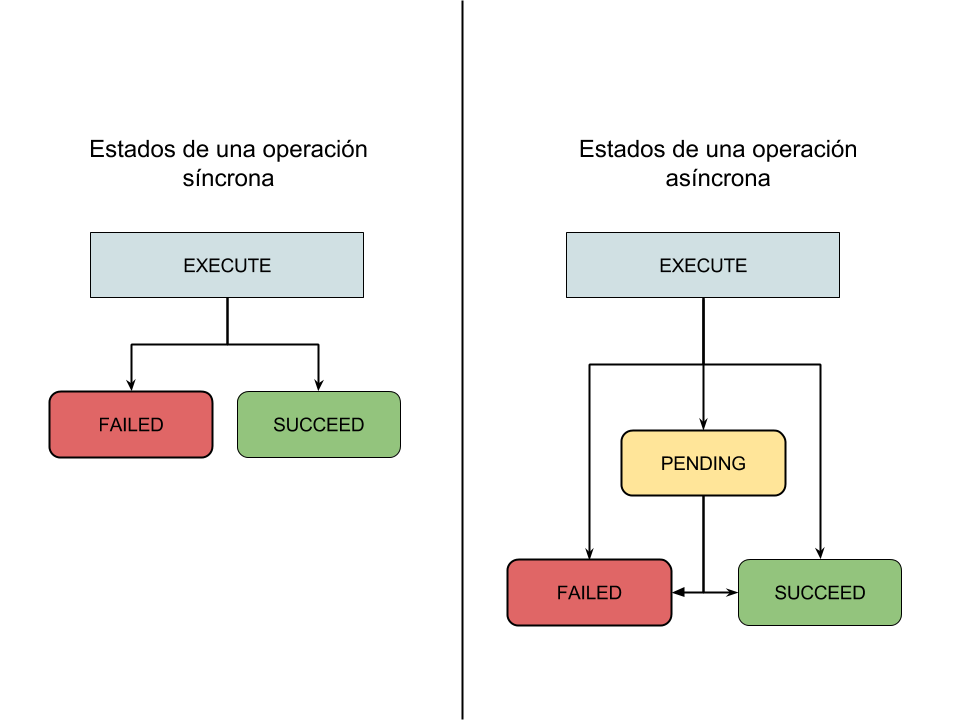 Estados de una operación
síncrona
EXECUTE
FAILED
SUCCEED
Estados de una operación
asíncrona
EXECUTE
PENDING
FAILED
SUCCEED